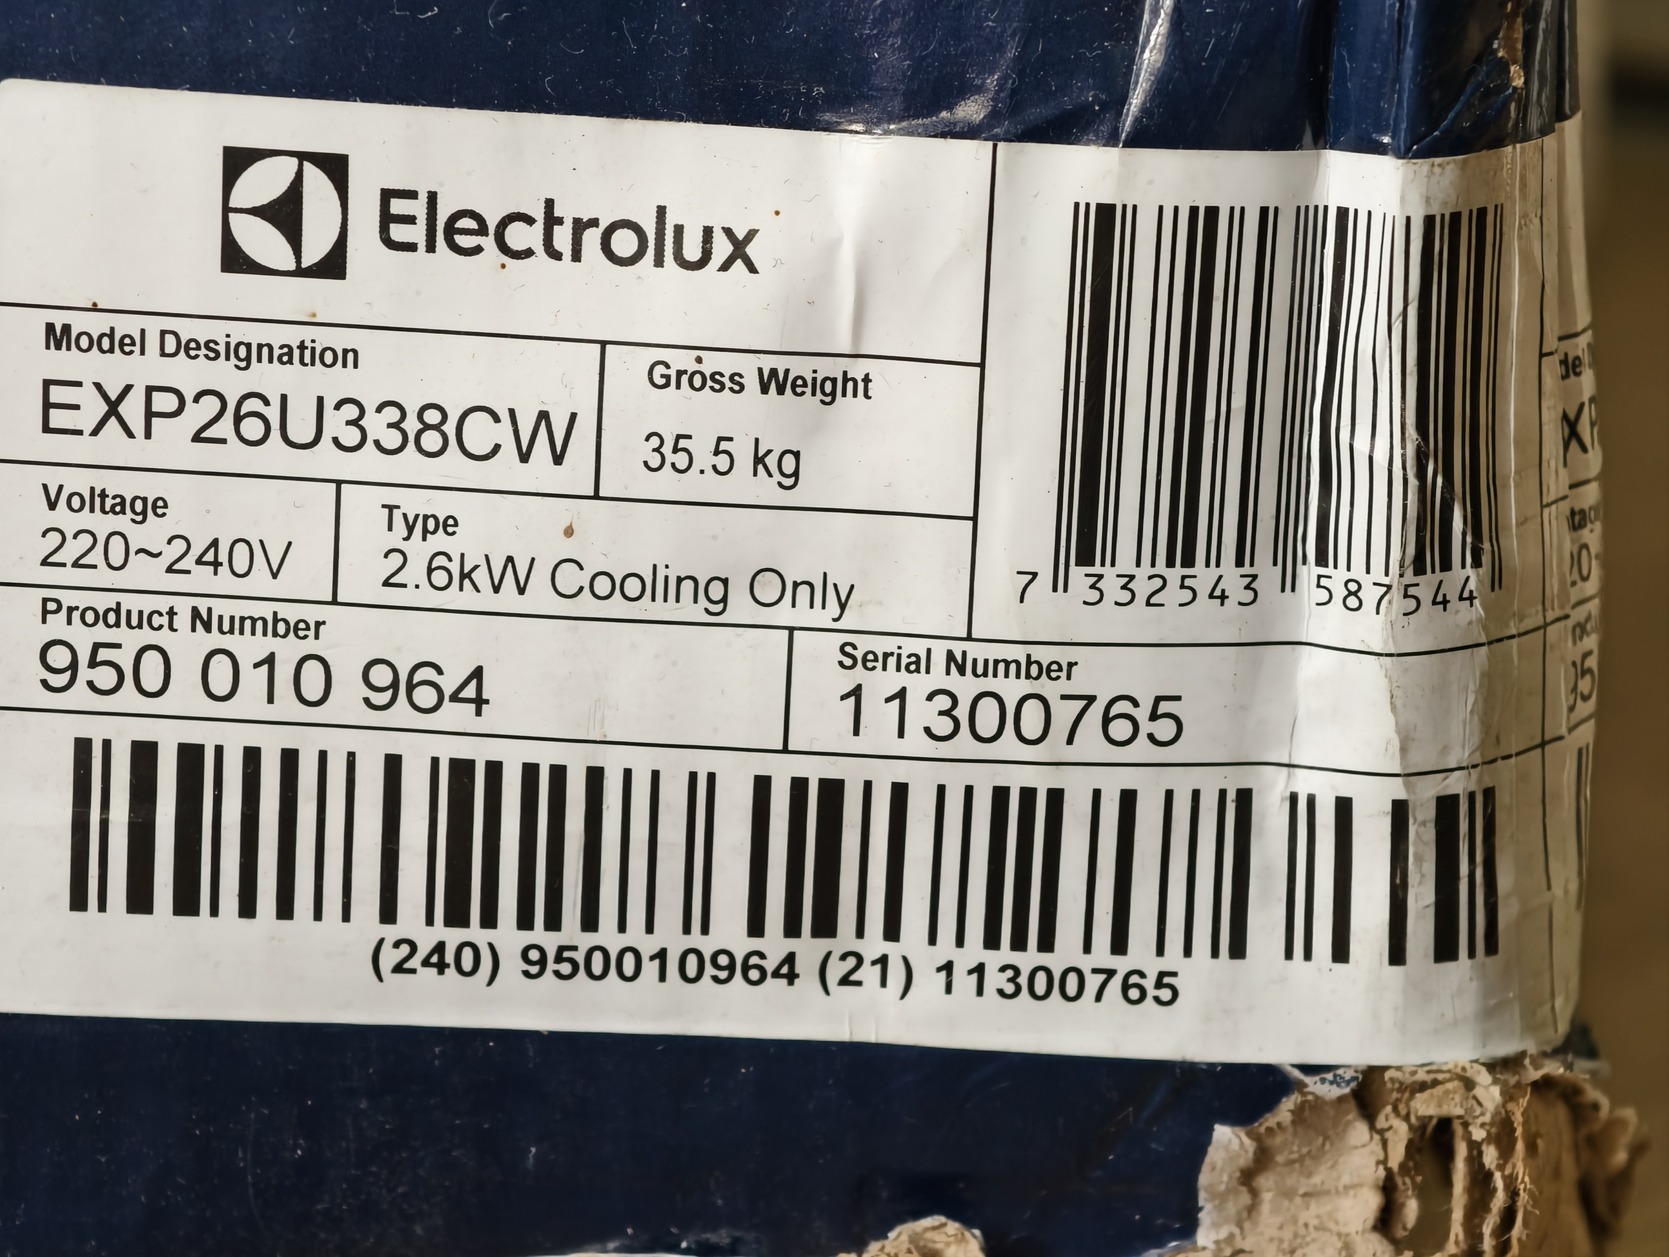 Electrolux
Model Designation
EXP26U338CW
Gross Weight
35.5 kg
Voltage
220~240V
Type
2.6kW Cooling Only
7 332543 587544
Product Number
950 010 964
Serial Number
11300765
(240) 950010964 (21) 11300765